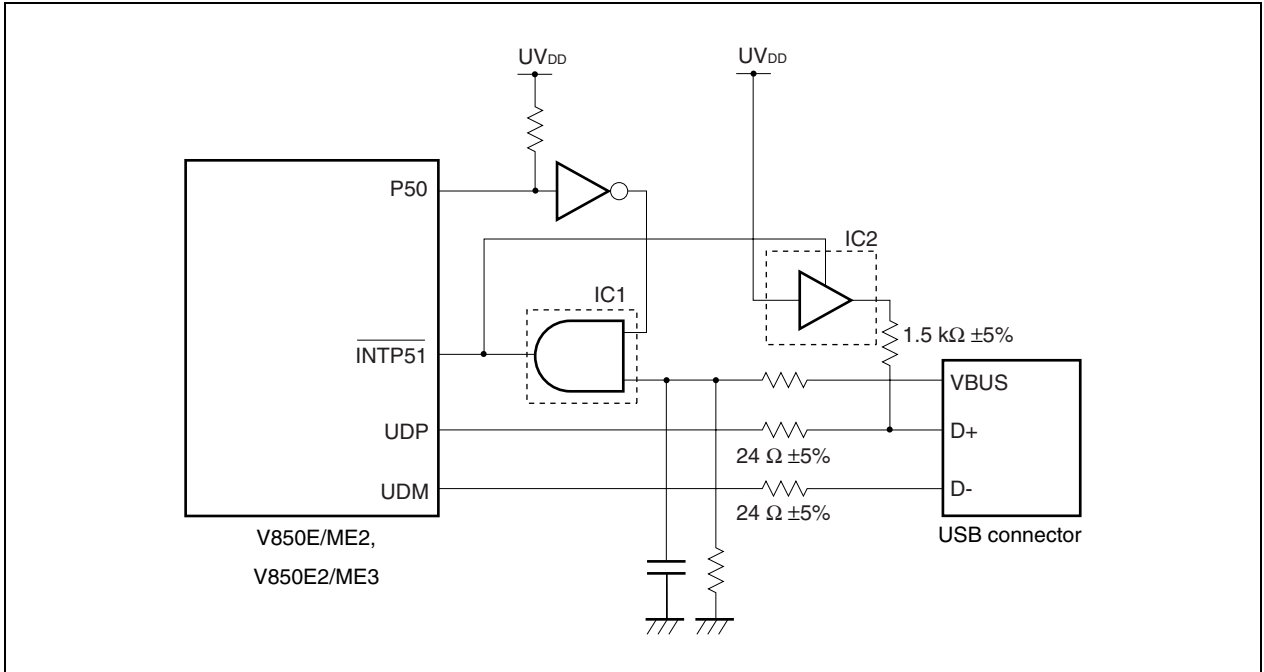 UVDD
UVDD
P50
IC2
IC1
1.5 kΩ ±5%
INTP51
VBUS
UDP
D+
24 Ω ±5%
UDM
D-
24 Ω ±5%
USB connector
V850E/ME2,
V850E2/ME3